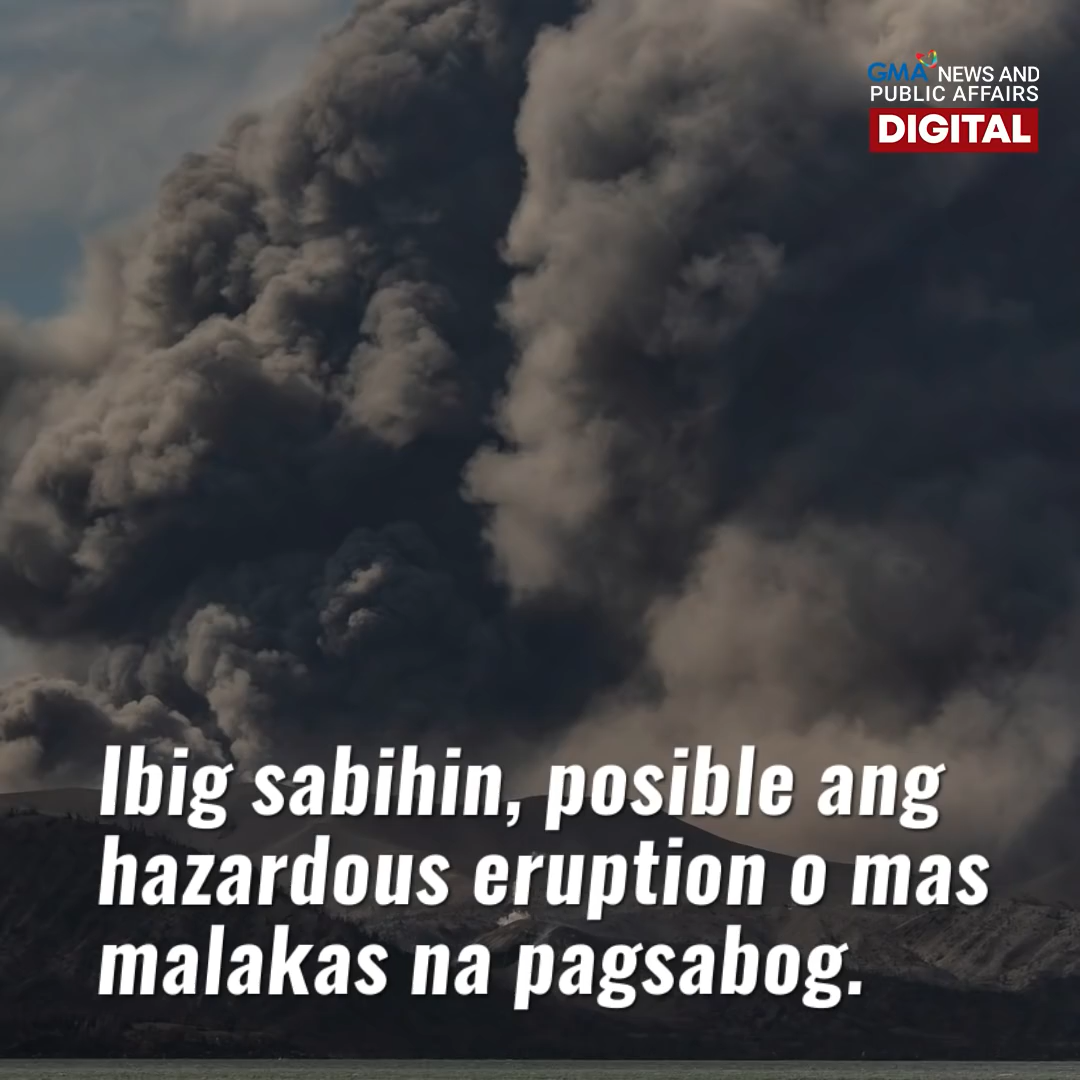 GMA NEWS AND
PUBLIC AFFAIRS
DIGITAL
Ibig sabihin, posible ang
hazardous eruption o mas
malakas na pagsabog.